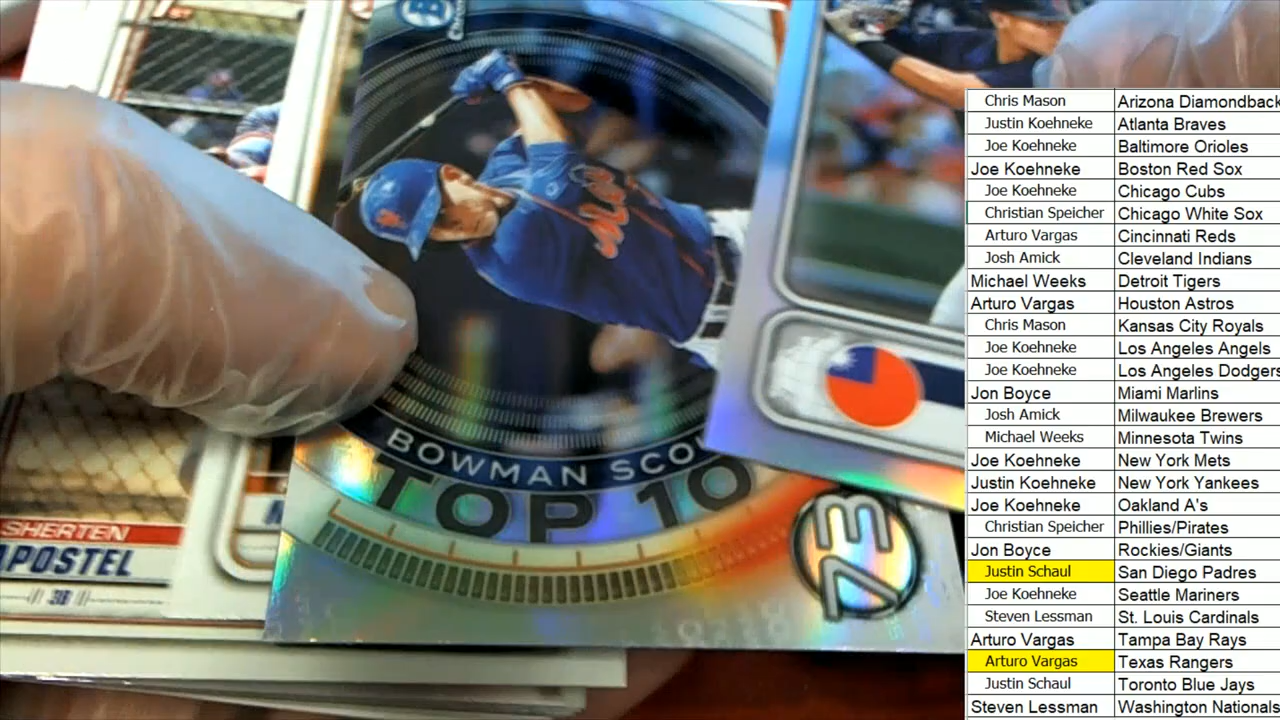 B
Mets
BOWMAN SCOU
TOP 10
73
SHERTEN
APOSTEL
3B
Chris Mason Arizona Diamondback
Justin Koehneke Atlanta Braves
Joe Koehneke Baltimore Orioles
Joe Koehneke Boston Red Sox
Joe Koehneke Chicago Cubs
Christian Speicher Chicago White Sox
Arturo Vargas Cincinnati Reds
Josh Amick Cleveland Indians
Michael Weeks Detroit Tigers
Arturo Vargas Houston Astros
Chris Mason Kansas City Royals
Joe Koehneke Los Angeles Angels
Joe Koehneke Los Angeles Dodgers
Jon Boyce Miami Marlins
Josh Amick Milwaukee Brewers
Michael Weeks Minnesota Twins
Joe Koehneke New York Mets
Justin Koehneke New York Yankees
Joe Koehneke Oakland A's
Christian Speicher Phillies/Pirates
Jon Boyce Rockies/Giants
Justin Schaul San Diego Padres
Joe Koehneke Seattle Mariners
Steven Lessman St. Louis Cardinals
Arturo Vargas Tampa Bay Rays
Arturo Vargas Texas Rangers
Justin Schaul Toronto Blue Jays
Steven Lessman Washington Nationals